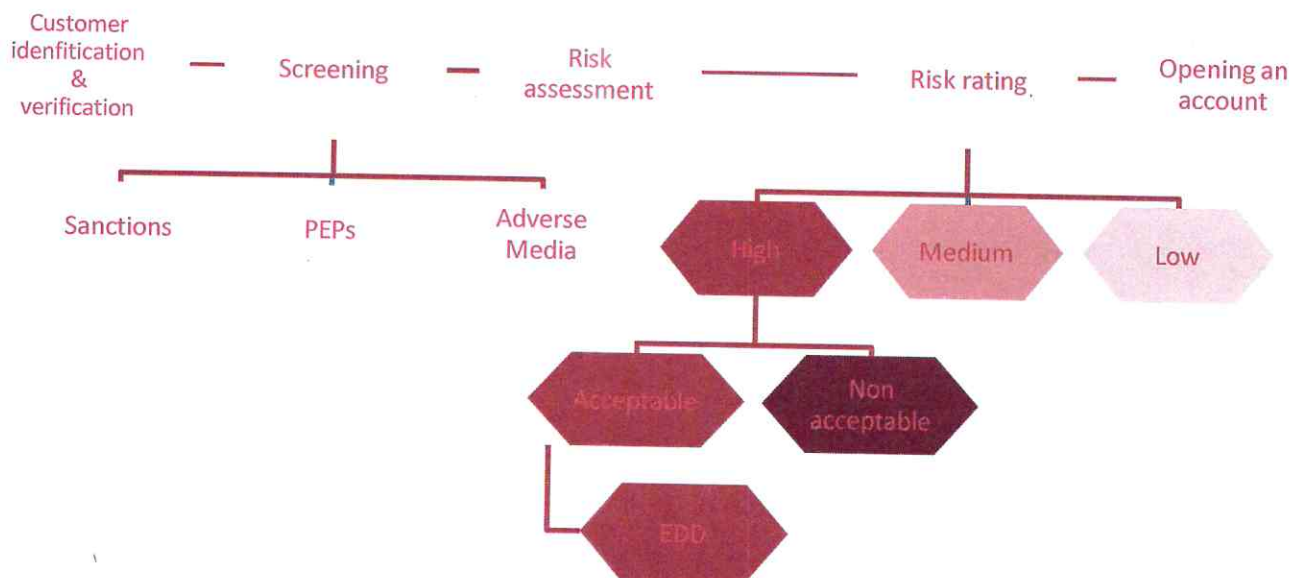 Customer
idenfitication
&
verification
Screening
Risk
assessment
Risk rating.
Opening an
account
Sanctions
PEPs
Adverse
Media
High
Medium
Low
Acceptable
Non
acceptable
EDD